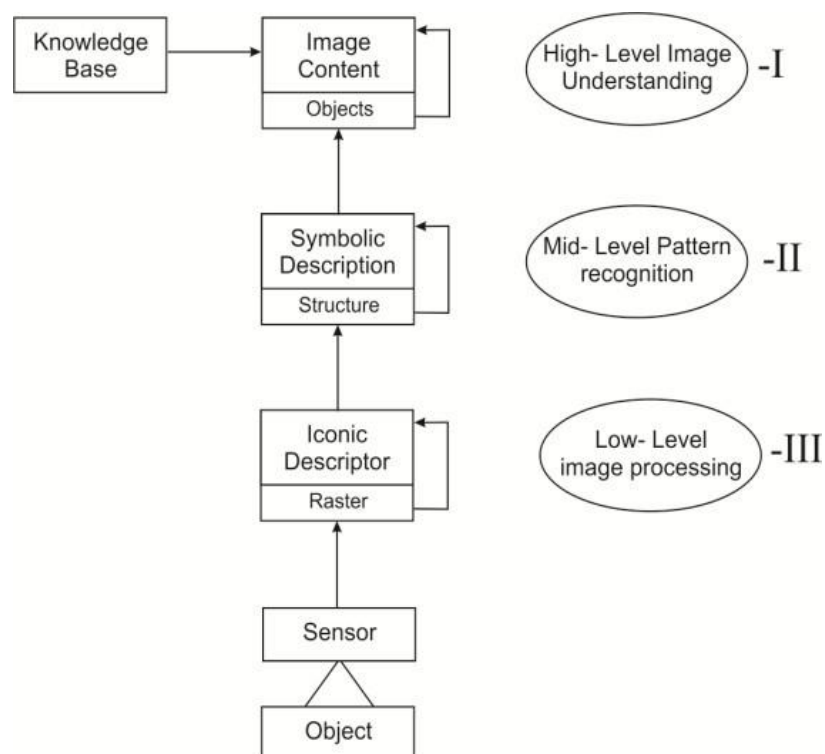 Knowledge
Base
Image
Content
Objects
High- Level Image
Understanding
-I
Symbolic
Description
Structure
Mid- Level Pattern
recognition
-II
Iconic
Descriptor
Raster
Low- Level
image processing
-III
Sensor
Object